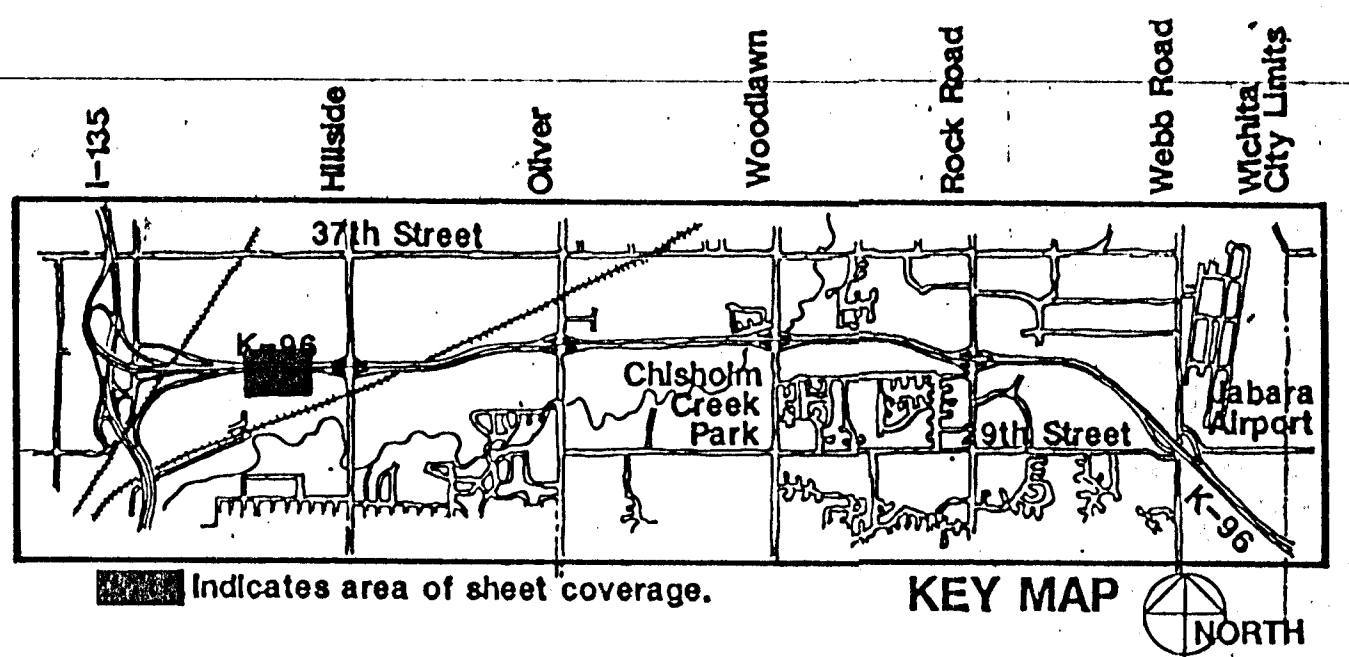 I-135
Hillside
Oliver
Woodlawn
Rock Road
Webb Road
Wichita
City Limits
37th Street
K-96
Chisholm
Creek
Park
Jabara
Airport
9th Street
K-96
Indicates area of sheet coverage.
KEY MAP
NORTH